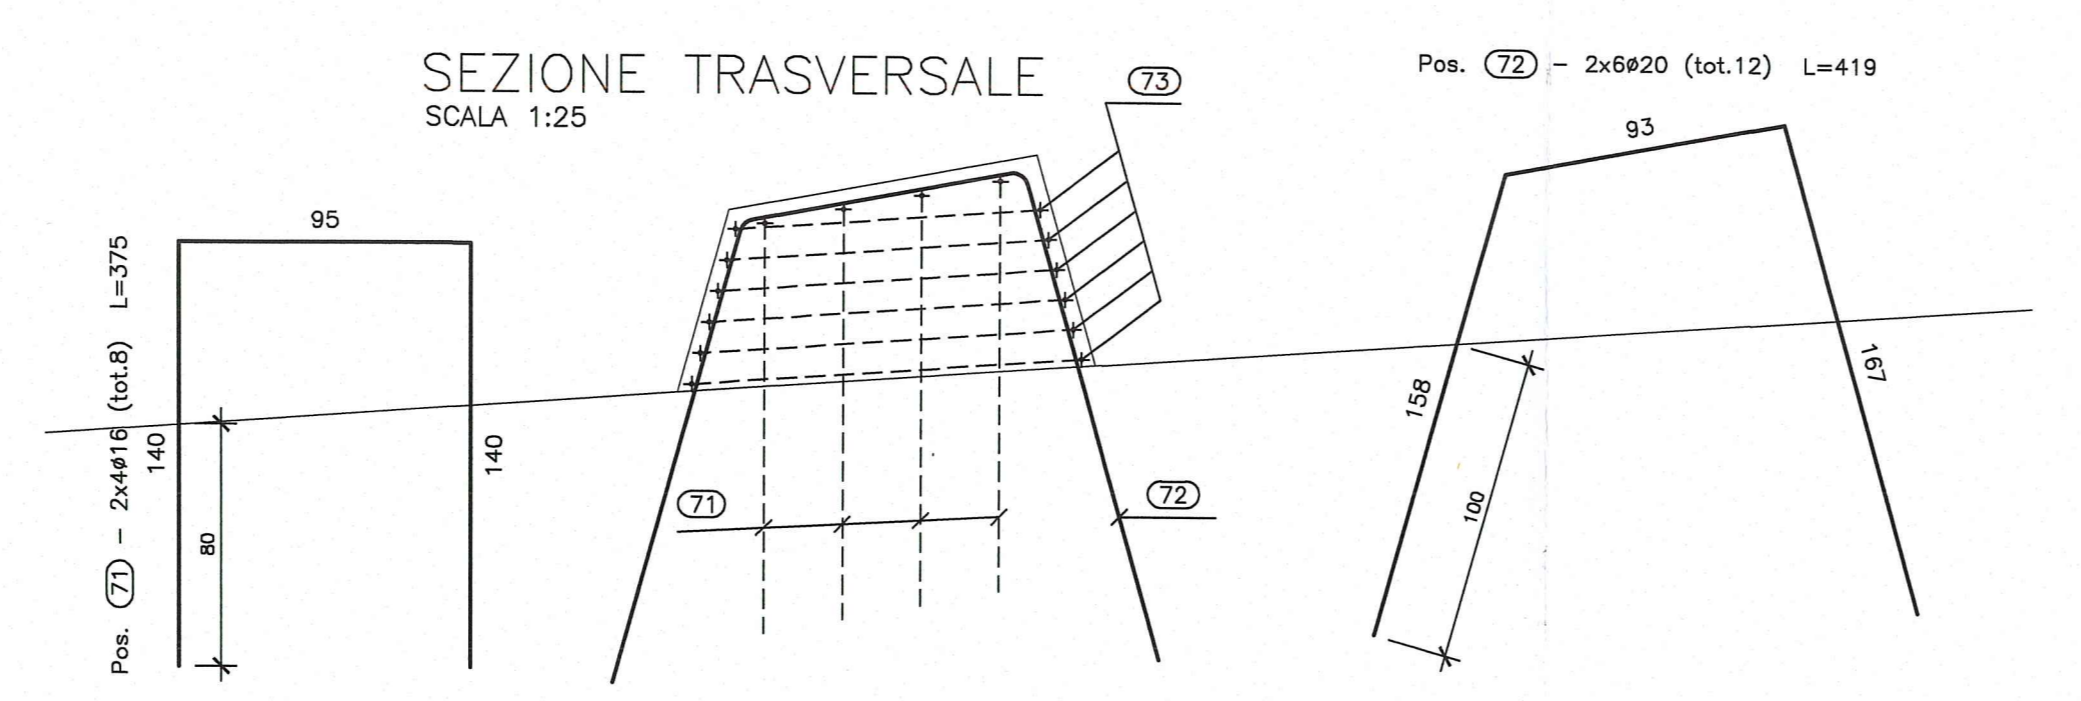 SEZIONE TRASVERSALE
SCALA 1:25
73
Pos. 72 - 2x6ø20 (tot.12) L=419
93
95
Pos. 71 - 2x4ø16 (tot.8) L=375
140
140
80
71
72
158
167
100